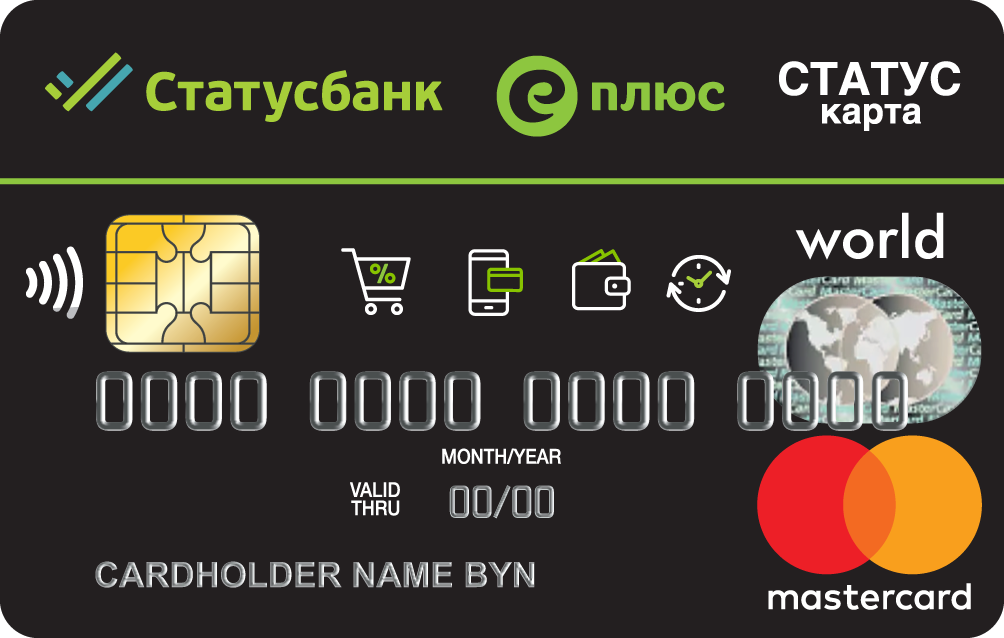 Статусбанк
е плюс
СТАТУС
карта
%
world
0000 0000 0000 0000
MONTH/YEAR
VALID
THRU
00/00
CARDHOLDER NAME BYN
mastercard